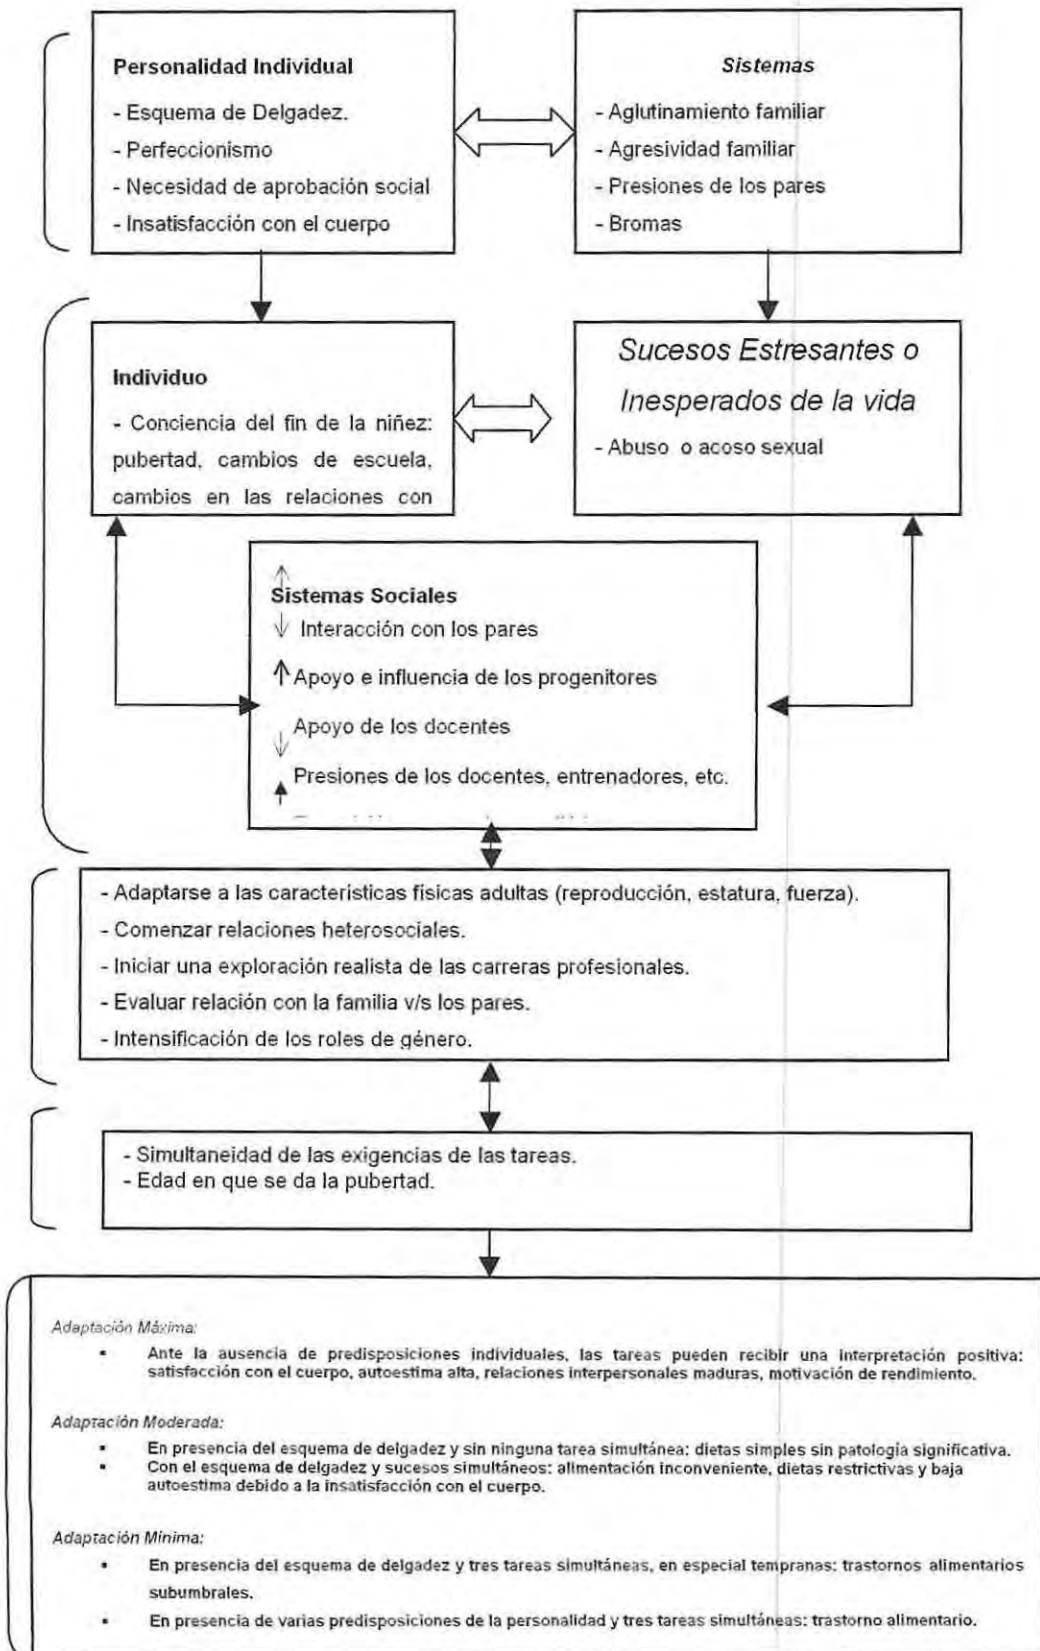 Personalidad Individual
- Esquema de Delgadez.
- Perfeccionismo
- Necesidad de aprobación social
- Insatisfacción con el cuerpo
Sistemas
- Aglutinamiento familiar
- Agresividad familiar
- Presiones de los pares
- Bromas
Individuo
- Conciencia del fin de la niñez:
pubertad, cambios de escuela,
cambios en las relaciones con
Sucesos Estresantes o
Inesperados de la vida
- Abuso o acoso sexual
Sistemas Sociales
Interacción con los pares
Apoyo e influencia de los progenitores
Apoyo de los docentes
Presiones de los docentes, entrenadores, etc.
- Adaptarse a las características físicas adultas (reproducción, estatura, fuerza).
- Comenzar relaciones heterosociales.
- Iniciar una exploración realista de las carreras profesionales.
- Evaluar relación con la familia v/s los pares.
- Intensificación de los roles de género.
- Simultaneidad de las exigencias de las tareas.
- Edad en que se da la pubertad.
Adaptación Máxima:
▪ Ante la ausencia de predisposiciones individuales, las tareas pueden recibir una interpretación positiva:
satisfacción con el cuerpo, autoestima alta, relaciones interpersonales maduras, motivación de rendimiento.
Adaptación Moderada:
▪ En presencia del esquema de delgadez y sin ninguna tarea simultánea: dietas simples sin patología significativa.
▪ Con el esquema de delgadez y sucesos simultáneos: alimentación inconveniente, dietas restrictivas y baja
autoestima debido a la insatisfacción con el cuerpo.
Adaptación Mínima:
▪ En presencia del esquema de delgadez y tres tareas simultáneas, en especial tempranas: trastornos alimentarios
subumbrales.
▪ En presencia de varias predisposiciones de la personalidad y tres tareas simultáneas: trastorno alimentario.